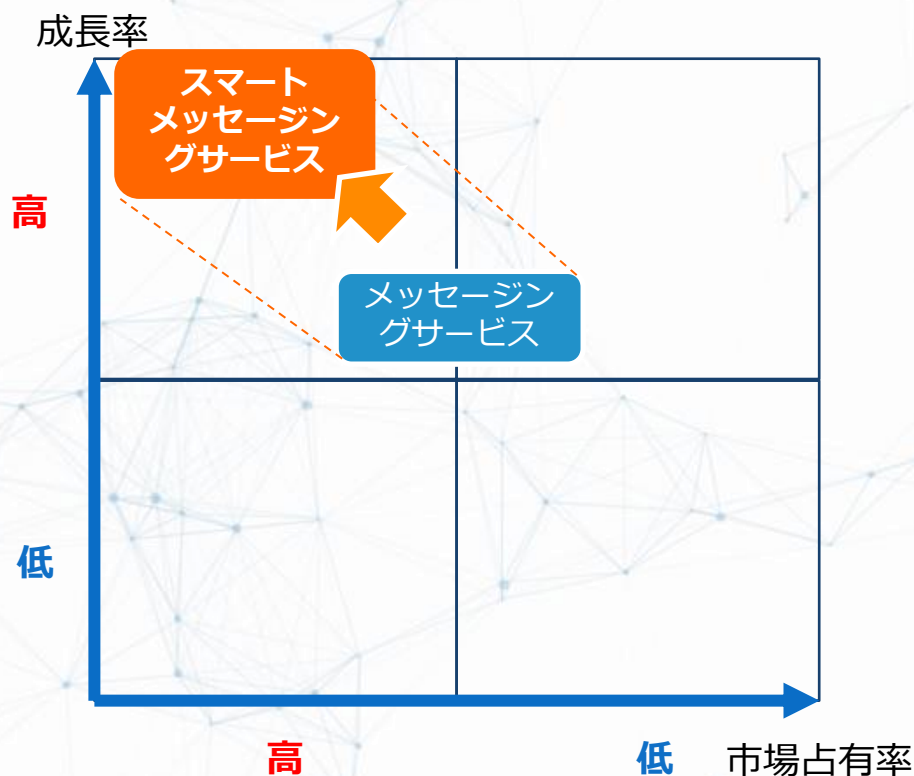 成長率
スマート
メッセージン
グサービス
高
メッセージン
グサービス
低
高
低
市場占有率